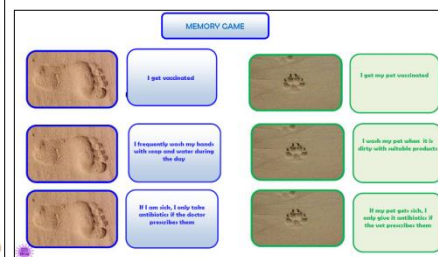 MEMORY GAME
I get vaccinated
I get my pet vaccinated
I frequently wash my hands
with soap and water during
the day
I wash my pet when it is
dirty with suitable products
If I am sick, I only take
antibiotics if the doctor
prescribes them
If my pet gets sick, I
only give it antibiotics if
the vet prescribes them